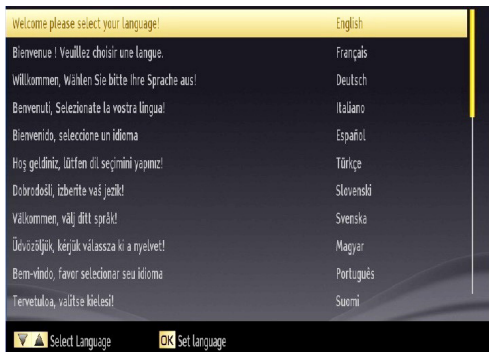 Welcome please select your language! English
Bienvenue ! Veuillez choisir une langue. Français
Willkommen, Wählen Sie bitte Ihre Sprache aus! Deutsch
Benvenuti, Selezionate la vostra lingua! Italiano
Bienvenido, seleccione un idioma Español
Hoş geldiniz, lütfen dil seçimini yapınız! Türkçe
Dobrodošli, izberite vaš jezik! Slovenski
Välkommen, välj ditt språk! Svenska
Üdvözöljük, kérjük válassza ki a nyelvet! Magyar
Bem-vindo, favor selecionar seu idioma Português
Tervetuloa, valitse kielesi! Suomi
Select Language OK Set language